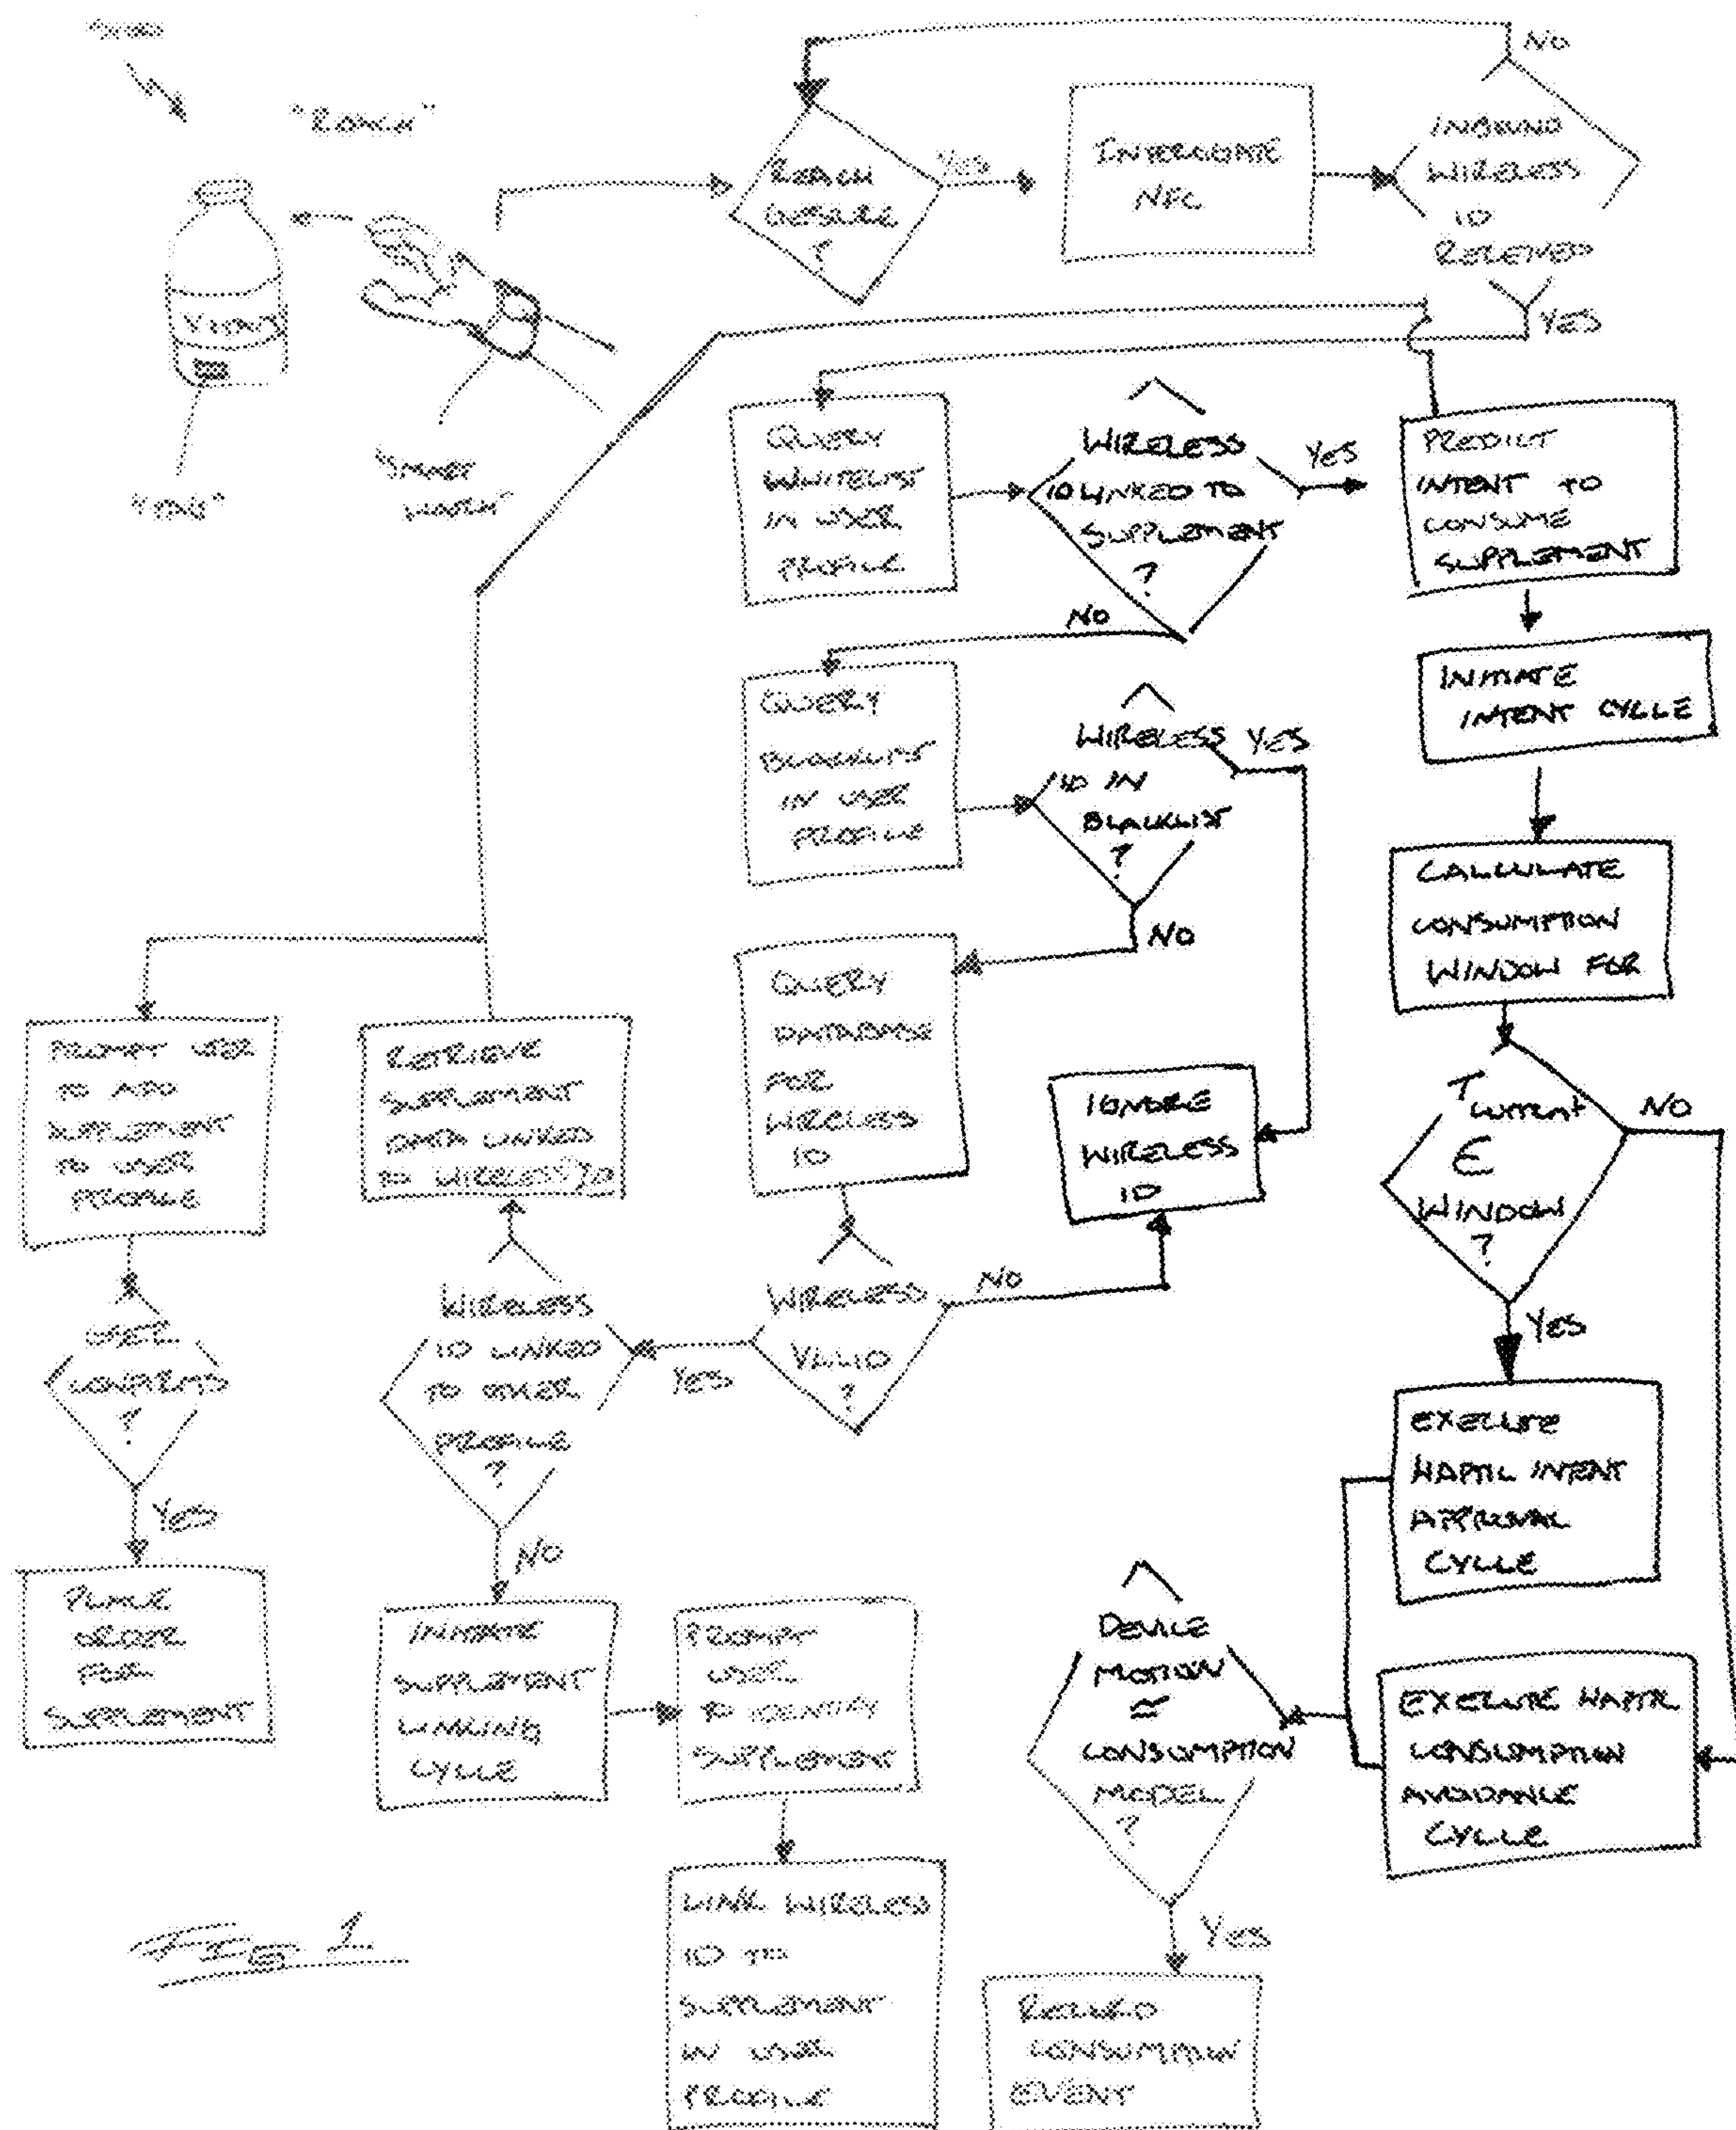 "REACH"
REACH
GESTURE
?
YES
INTERROGATE
NFC
INBOUND
WIRELESS
ID
RECEIVED
NO
YES
SMART
WATCH
QUERY
WHITELIST
IN USER
PROFILE
WIRELESS
ID LINKED TO
SUPPLEMENT
?
YES
NO
PREDICT
INTENT TO
CONSUME
SUPPLEMENT
QUERY
BLACKLIST
IN USER
PROFILE
WIRELESS
ID IN
BLACKLIST
?
YES
NO
INITIATE
INTENT CYCLE
CALCULATE
CONSUMPTION
WINDOW FOR
QUERY
DATABASE
FOR
WIRELESS
ID
IGNORE
WIRELESS
ID
T current
∈
WINDOW
?
NO
YES
PROMPT USER
TO ADD
SUPPLEMENT
TO USER
PROFILE
RETRIEVE
SUPPLEMENT
DATA LINKED
TO WIRELESS ID
USER
CONFIRMS
?
YES
WIRELESS
ID LINKED
TO OTHER
PROFILE
?
NO
YES
WIRELESS
VALID
?
NO
EXECUTE
HAPTIC INTENT
APPROVAL
CYCLE
PLACE
ORDER
FOR
SUPPLEMENT
INITIATE
SUPPLEMENT
LINKING
CYCLE
PROMPT
USER
TO IDENTIFY
SUPPLEMENT
DEVICE
MOTION
≅
CONSUMPTION
MODEL
?
YES
EXECUTE HAPTIC
CONSUMPTION
AVOIDANCE
CYCLE
LINK WIRELESS
ID TO
SUPPLEMENT
IN USER
PROFILE
RECORD
CONSUMPTION
EVENT
FIG 1